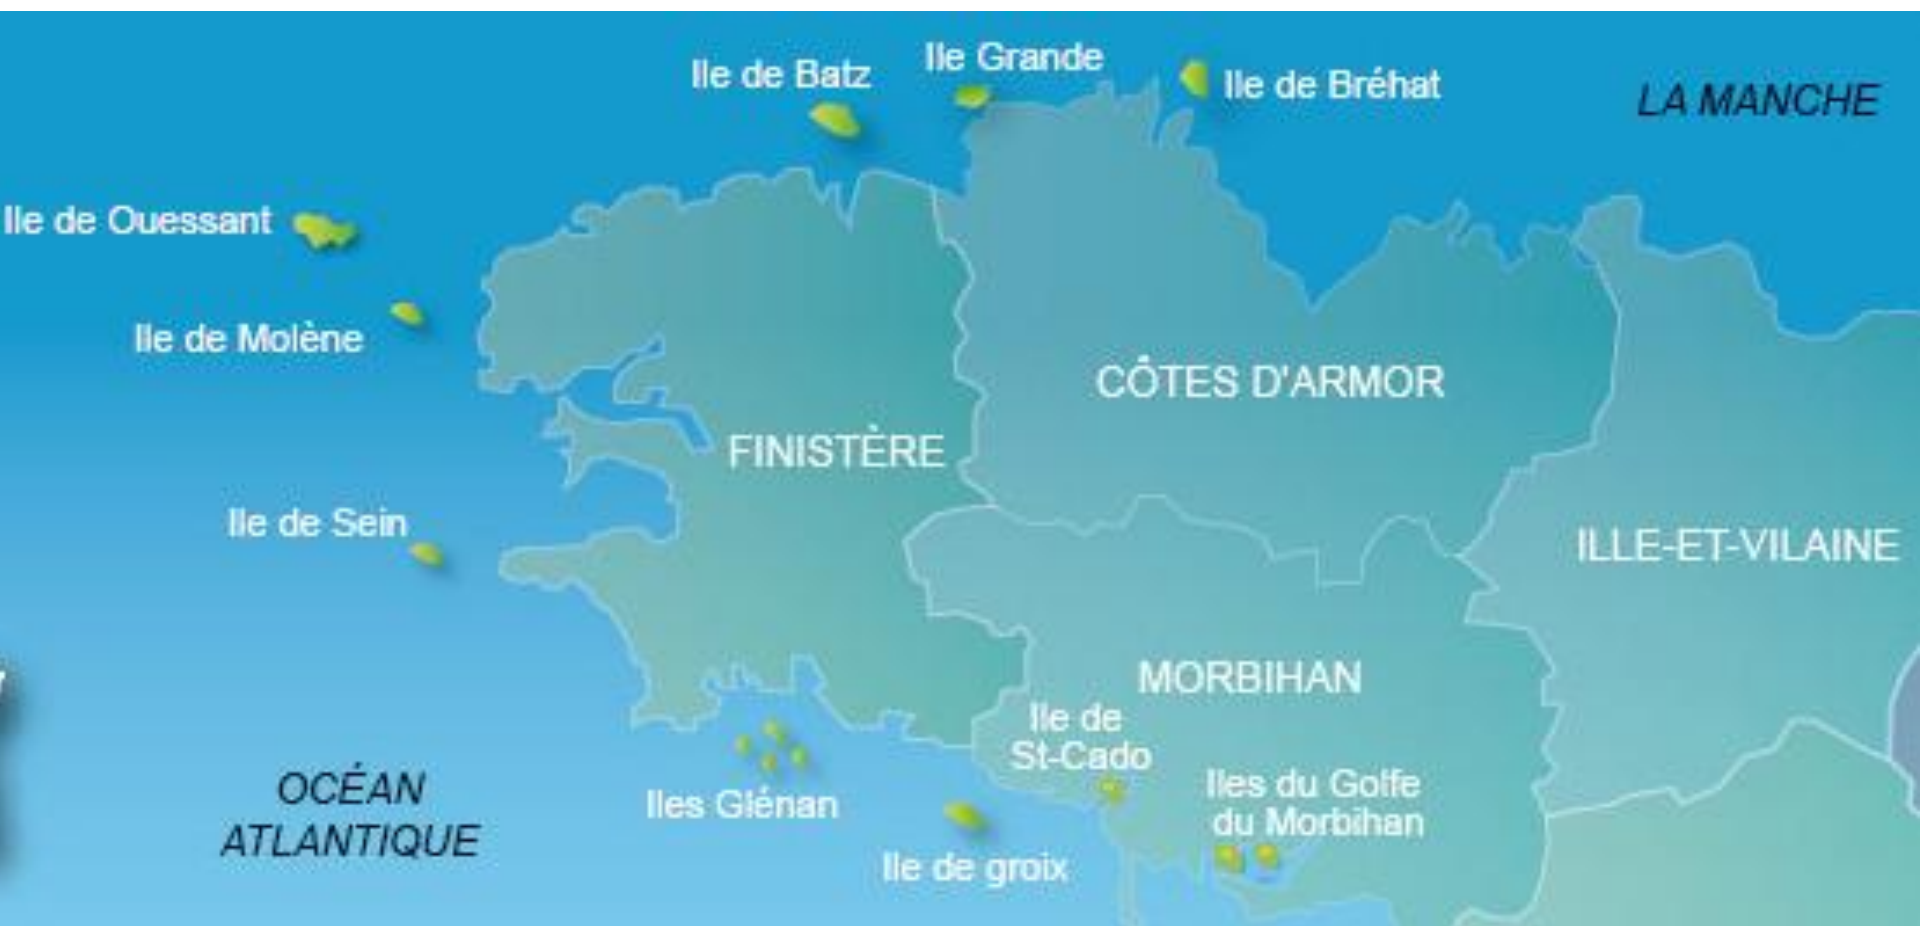 Ile Grande
Ile de Batz
Ile de Bréhat
LA MANCHE
Ile de Ouessant
Ile de Molène
CÔTES D'ARMOR
FINISTÈRE
Ile de Sein
ILLE-ET-VILAINE
MORBIHAN
Ile de
St-Cado
Iles du Golfe
du Morbihan
OCÉAN
ATLANTIQUE
Iles Glénan
Ile de groix